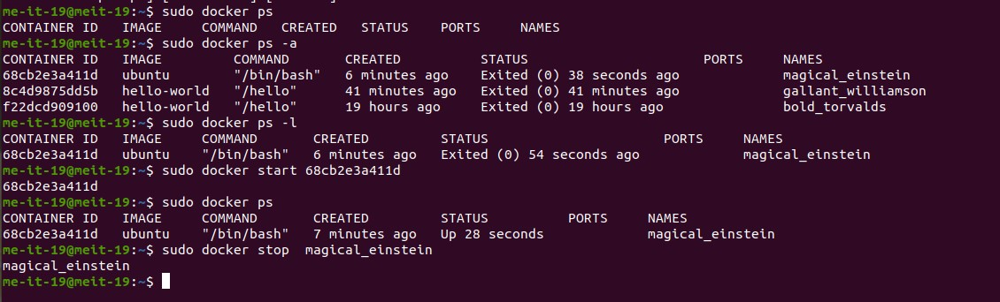 me-it-19@meit-19:~$ sudo docker ps
CONTAINER ID   IMAGE     COMMAND   CREATED   STATUS    PORTS     NAMES
me-it-19@meit-19:~$ sudo docker ps -a
CONTAINER ID   IMAGE         COMMAND       CREATED          STATUS                      PORTS     NAMES
68cb2e3a411d   ubuntu        "/bin/bash"   6 minutes ago    Exited (0) 38 seconds ago             magical_einstein
8c4d9875dd5b   hello-world   "/hello"      41 minutes ago   Exited (0) 41 minutes ago             gallant_williamson
f22dcd909100   hello-world   "/hello"      19 hours ago     Exited (0) 19 hours ago               bold_torvalds
me-it-19@meit-19:~$ sudo docker ps -l
CONTAINER ID   IMAGE     COMMAND       CREATED         STATUS                      PORTS     NAMES
68cb2e3a411d   ubuntu    "/bin/bash"   6 minutes ago   Exited (0) 54 seconds ago             magical_einstein
me-it-19@meit-19:~$ sudo docker start 68cb2e3a411d
68cb2e3a411d
me-it-19@meit-19:~$ sudo docker ps
CONTAINER ID   IMAGE     COMMAND       CREATED         STATUS          PORTS     NAMES
68cb2e3a411d   ubuntu    "/bin/bash"   7 minutes ago   Up 28 seconds             magical_einstein
me-it-19@meit-19:~$ sudo docker stop  magical_einstein
magical_einstein
me-it-19@meit-19:~$